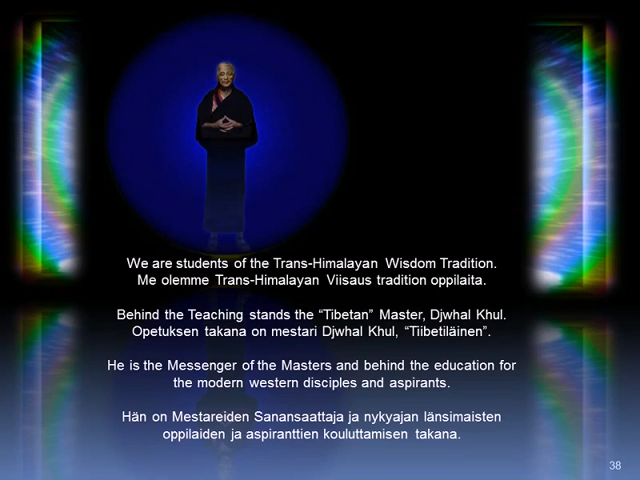 We are students of the Trans-Himalayan Wisdom Tradition.
Me olemme Trans-Himalayan Viisaus tradition oppilaita.
Behind the Teaching stands the “Tibetan” Master, Djwhal Khul.
Opetuksen takana on mestari Djwhal Khul, “Tiibetiläinen”.
He is the Messenger of the Masters and behind the education for
the modern western disciples and aspirants.
Hän on Mestareiden Sanansaattaja ja nykyajan länsimaisten
oppilaiden ja aspiranttien kouluttamisen takana.
38